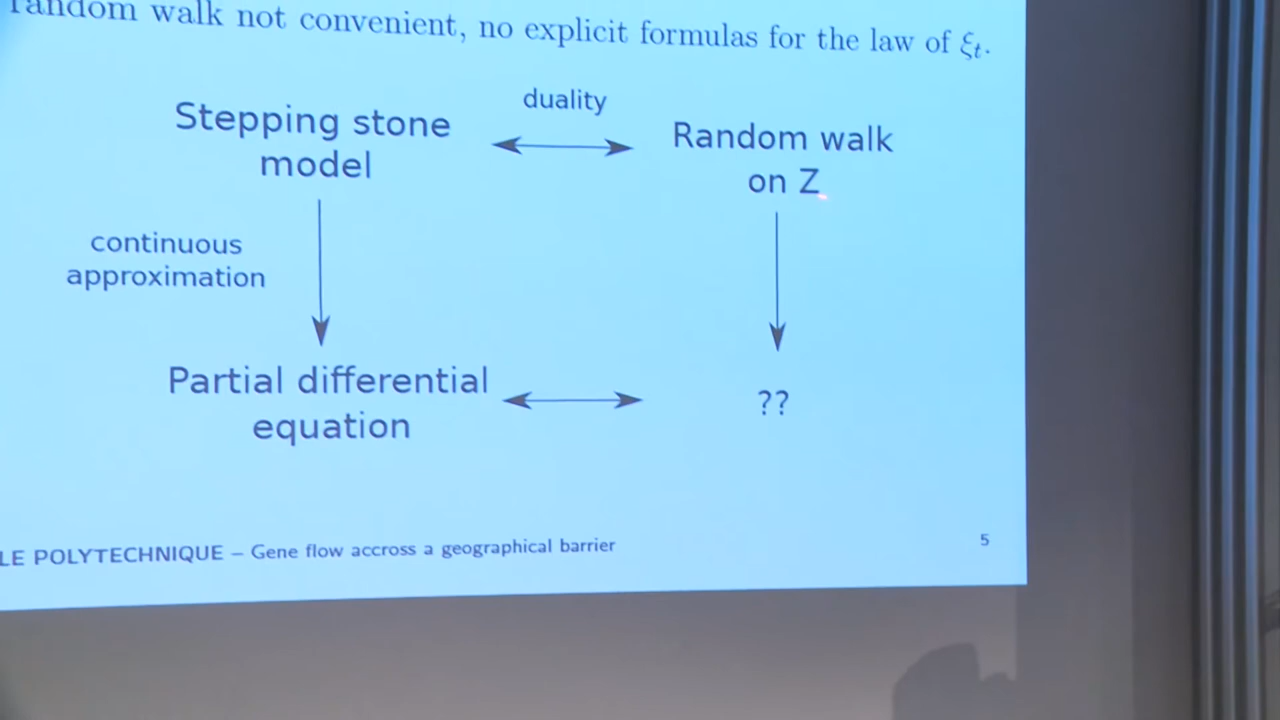 random walk not convenient, no explicit formulas for the law of ξt.
duality
Stepping stone
model
Random walk
on Z
continuous
approximation
Partial differential
equation
??
LE POLYTECHNIQUE – Gene flow accross a geographical barrier
5